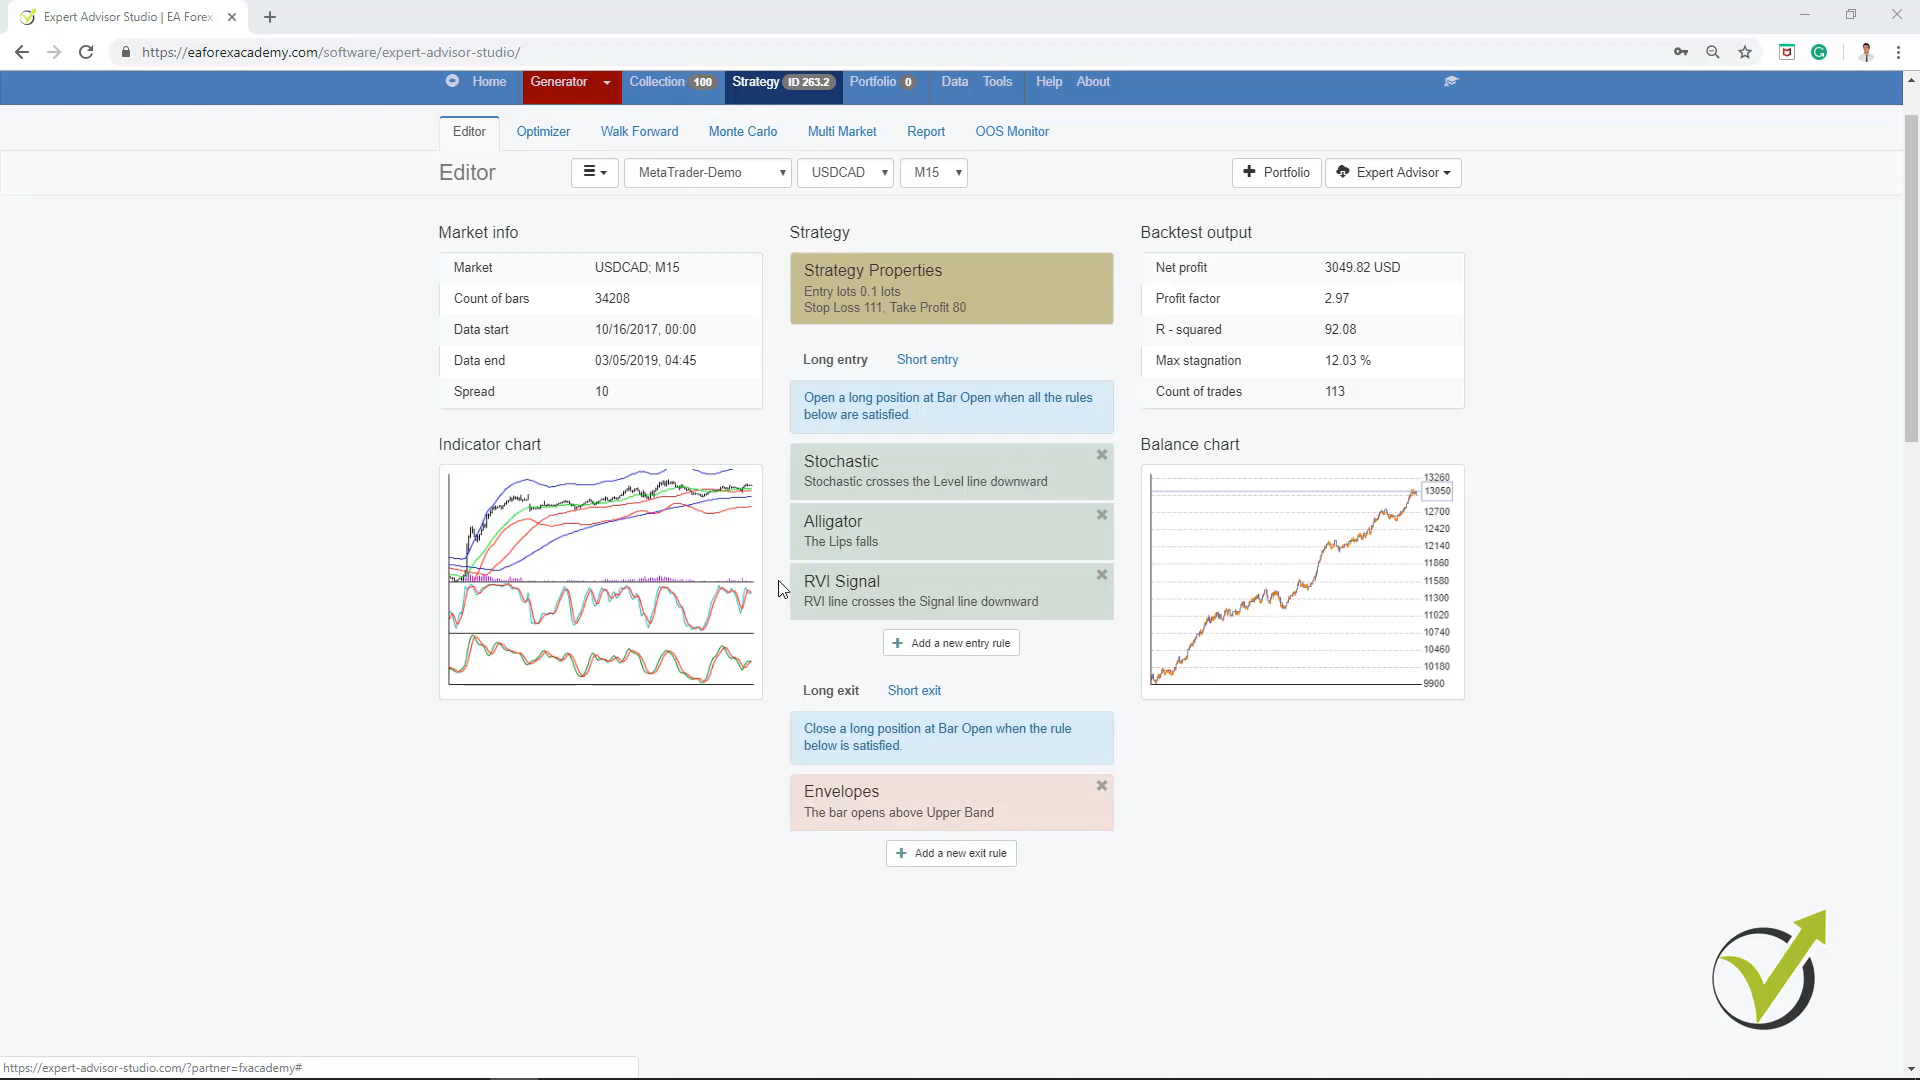 Expert Advisor Studio | EA Forex
https://eaforexacademy.com/software/expert-advisor-studio/
Home Generator Collection 100 Strategy ID 263.2 Portfolio 0 Data Tools Help About
Editor Optimizer Walk Forward Monte Carlo Multi Market Report OOS Monitor
Editor MetaTrader-Demo USDCAD M15 Portfolio Expert Advisor
Market info
Market USDCAD; M15
Count of bars 34208
Data start 10/16/2017, 00:00
Data end 03/05/2019, 04:45
Spread 10
Indicator chart
Strategy
Strategy Properties
Entry lots 0.1 lots
Stop Loss 111, Take Profit 80
Long entry Short entry
Open a long position at Bar Open when all the rules
below are satisfied.
Stochastic
Stochastic crosses the Level line downward
Alligator
The Lips falls
RVI Signal
RVI line crosses the Signal line downward
Add a new entry rule
Long exit Short exit
Close a long position at Bar Open when the rule
below is satisfied.
Envelopes
The bar opens above Upper Band
Add a new exit rule
Backtest output
Net profit 3049.82 USD
Profit factor 2.97
R - squared 92.08
Max stagnation 12.03 %
Count of trades 113
Balance chart
13260
13050
12700
12420
12140
11860
11580
11300
11020
10740
10460
10180
9900
https://expert-advisor-studio.com/?partner=fxacademy#